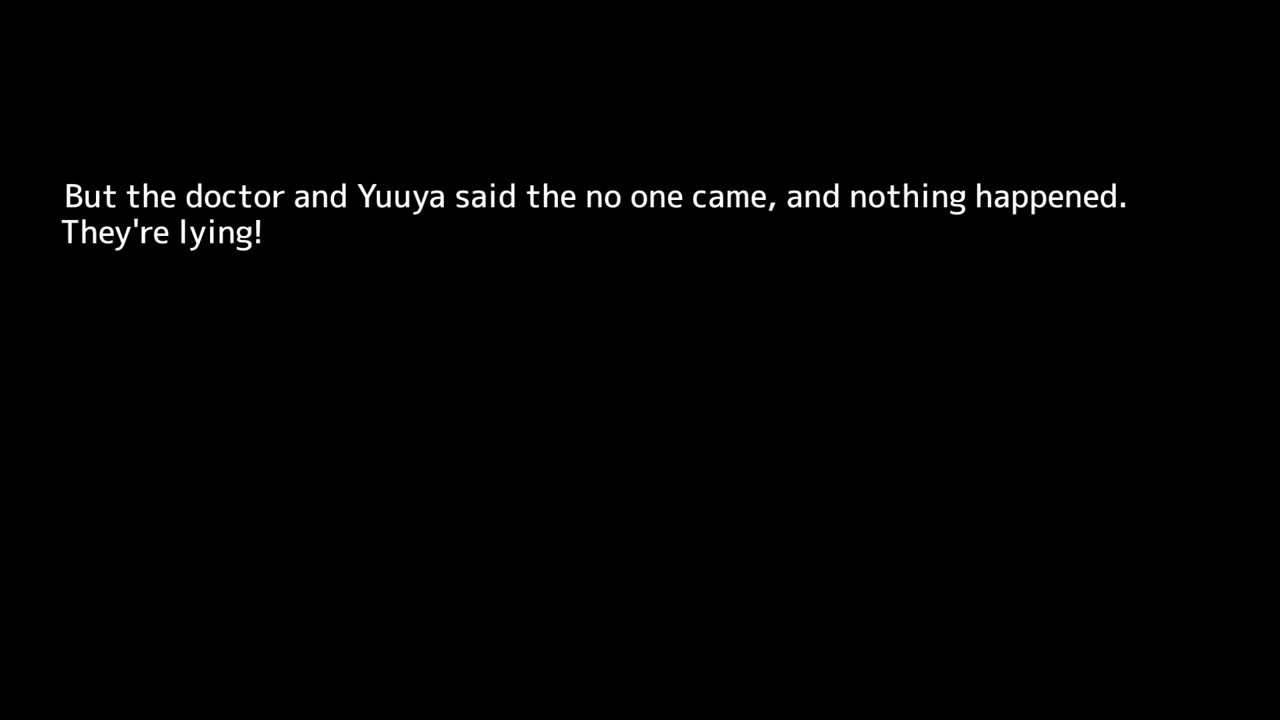 But the doctor and Yuuya said the no one came, and nothing happened.
They're lying!